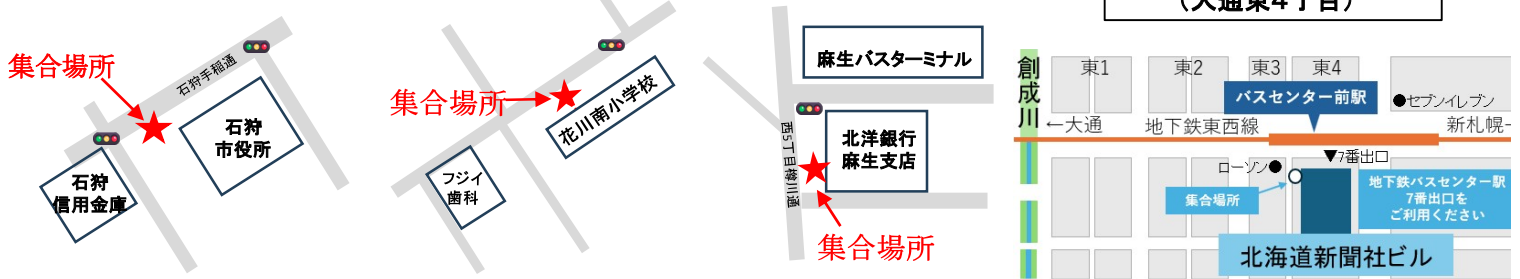 集合場所
石狩手稲通
石狩
市役所
石狩
信用金庫
集合場所
花川南小学校
フジイ
歯科
麻生バスターミナル
北洋銀行
麻生支店
西5丁目樽川通
集合場所
(大通東4丁目)
創成川
東1
東2
東3
東4
バスセンター前駅
●セブンイレブン
←大通
地下鉄東西線
新札幌
▼7番出口
ローソン●
集合場所
地下鉄バスセンター駅
7番出口を
ご利用ください
北海道新聞社ビル